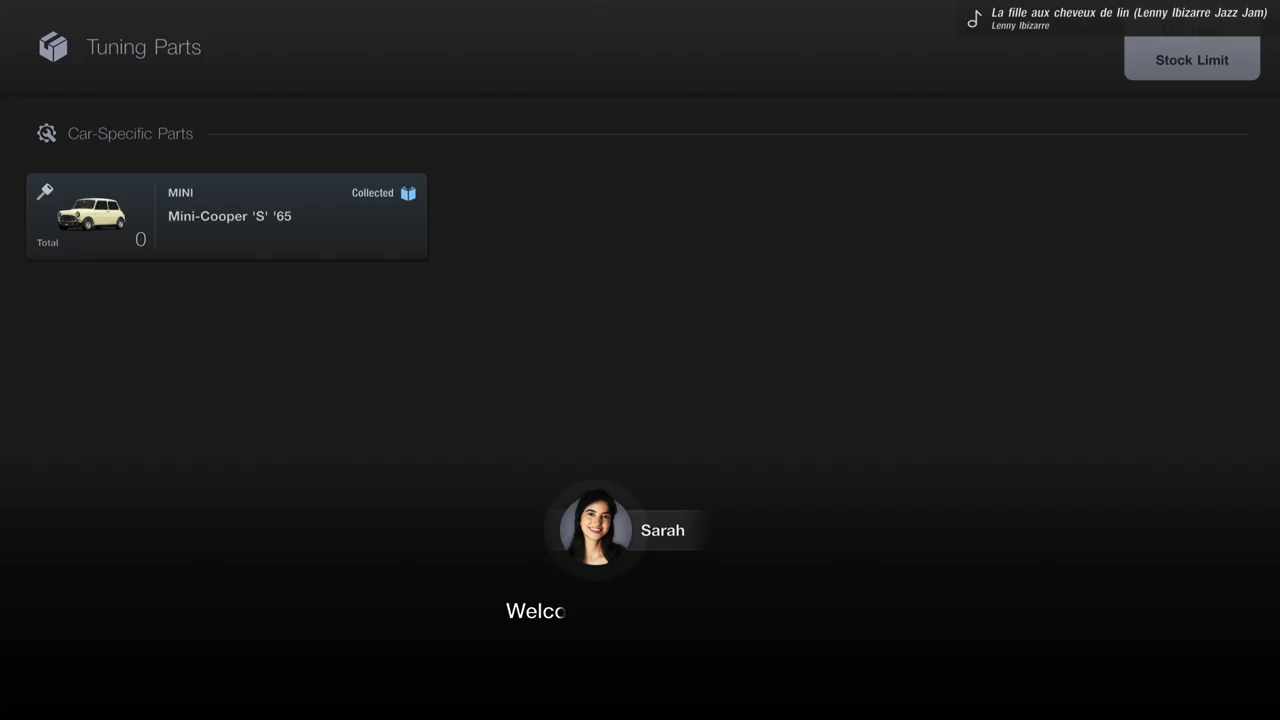 La fille aux cheveux de lin (Lenny Ibizarre Jazz Jam)
Lenny Ibizarre
Tuning Parts
Stock Limit
Car-Specific Parts
MINI
Collected
Mini-Cooper 'S' '65
Total
0
Sarah
Welco